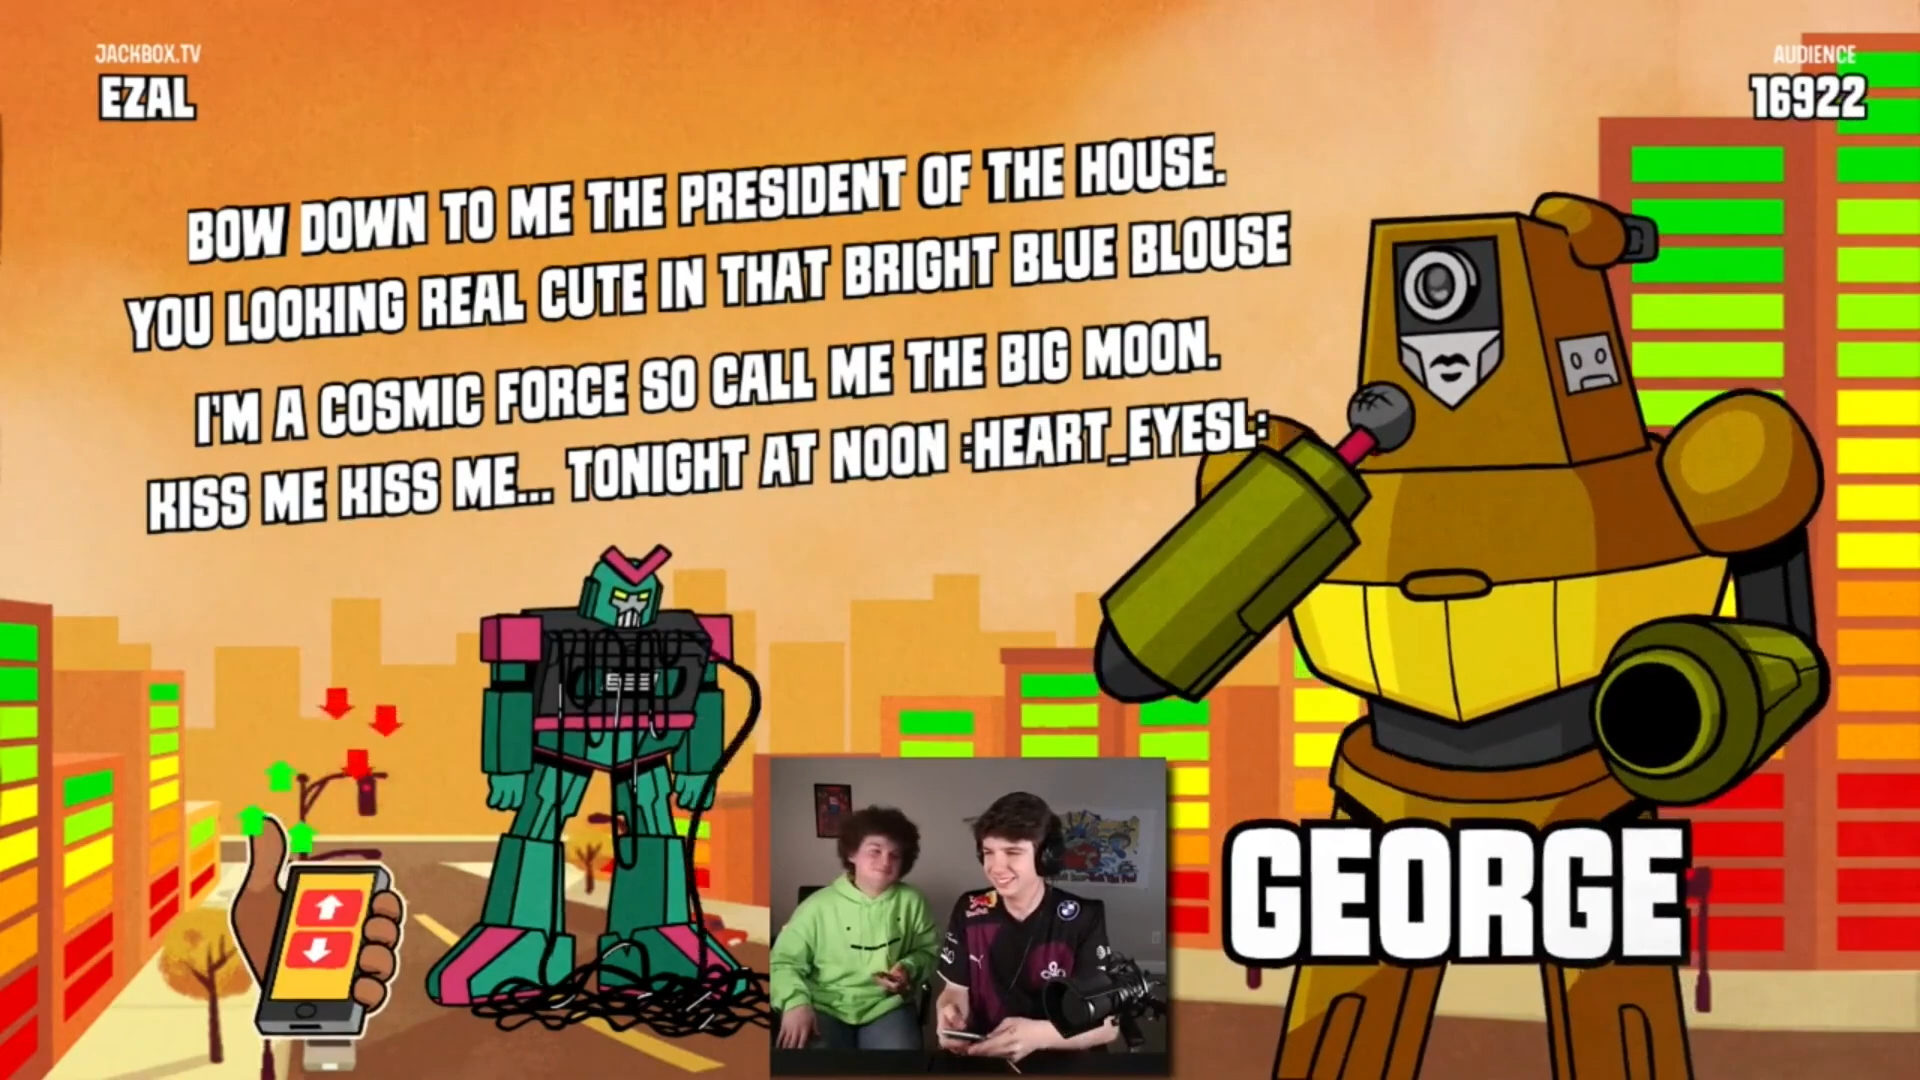 JACKBOX.TV
EZAL
AUDIENCE
16922
BOW DOWN TO ME THE PRESIDENT OF THE HOUSE.
YOU LOOKING REAL CUTE IN THAT BRIGHT BLUE BLOUSE
I'M A COSMIC FORCE SO CALL ME THE BIG MOON.
KISS ME KISS ME... TONIGHT AT NOON :HEART_EYESL:
GEORGE